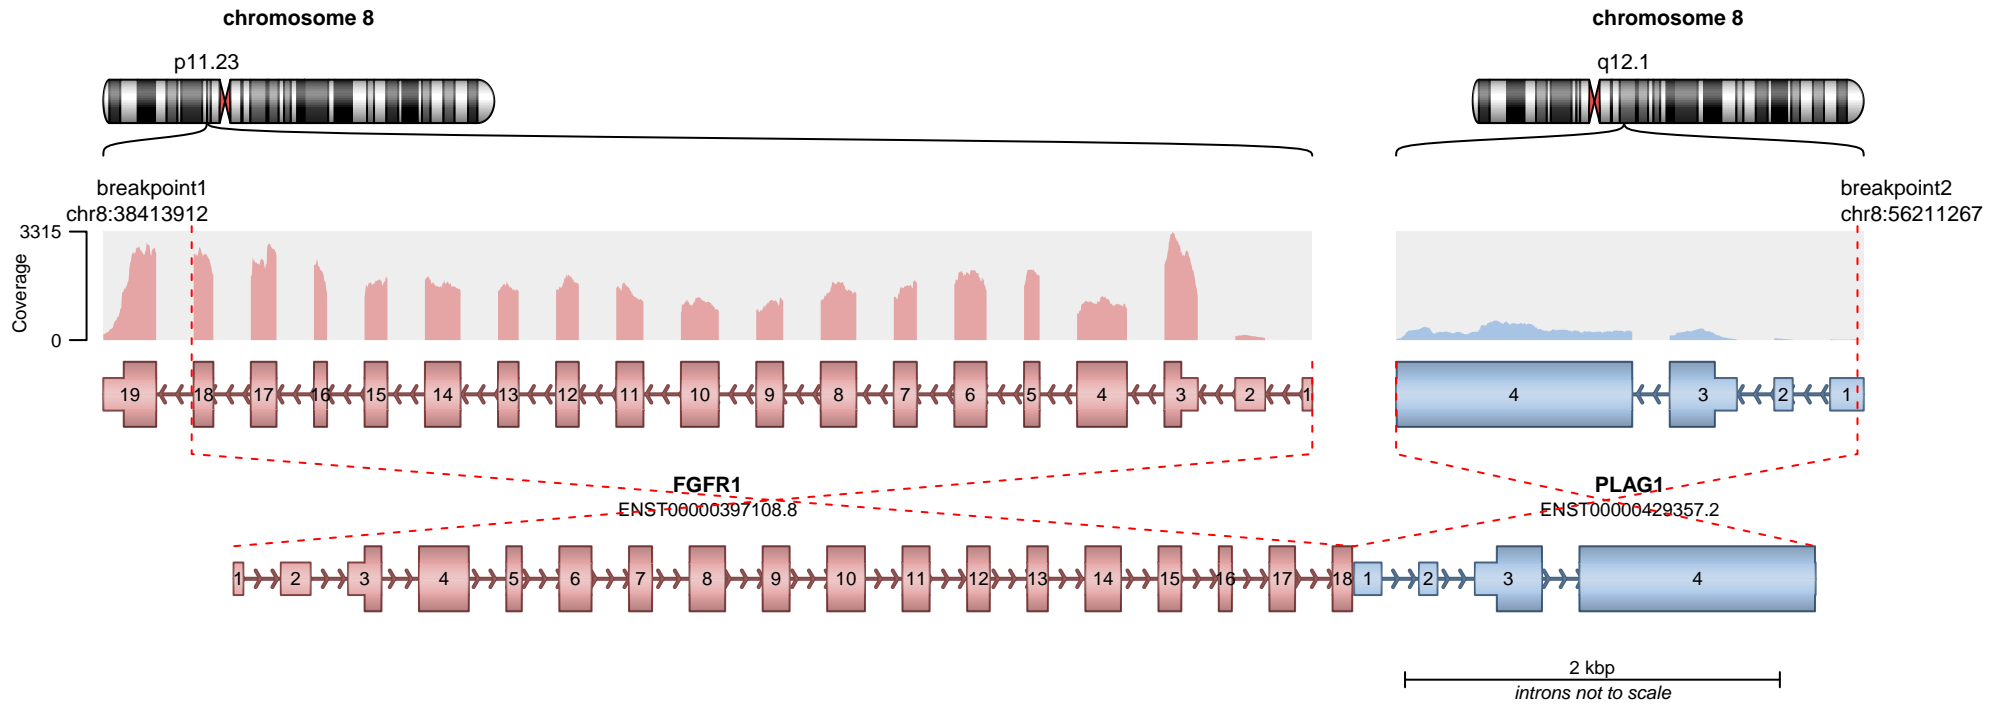 chromosome 8
chromosome 8
p11.23
q12.1
breakpoint1
chr8:38413912
breakpoint2
chr8:56211267
3315
Coverage
0
19 18 17 16 15 14 13 12 11 10 9 8 7 6 5 4 3 2 1
4 3 2 1
FGFR1
ENST00000397108.8
PLAG1
ENST00000429357.2
1 2 3 4 5 6 7 8 9 10 11 12 13 14 15 16 17 18 1 2 3 4
2 kbp
introns not to scale